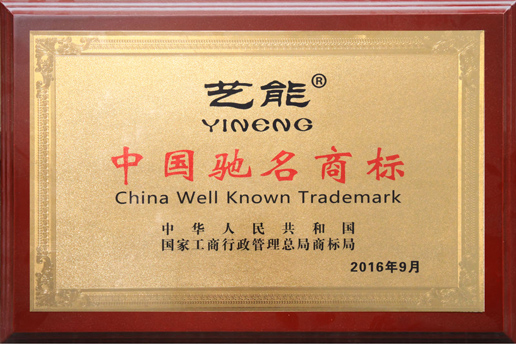 艺能®
YINENG
中国驰名商标
China Well Known Trademark
中华人民共和国
国家工商行政管理总局商标局
2016年9月